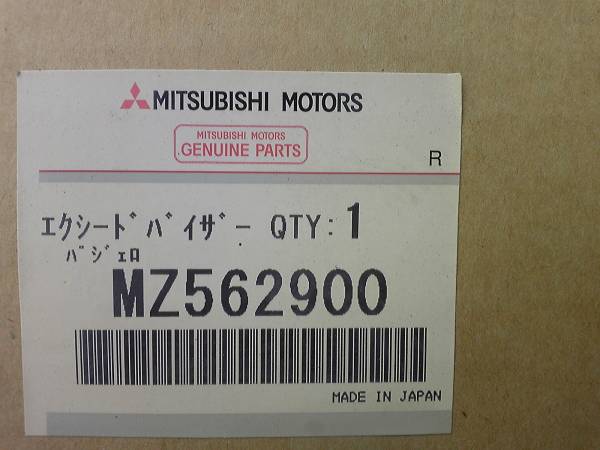 MITSUBISHI MOTORS
MITSUBISHI MOTORS
GENUINE PARTS
R
エクシードバイザー QTY: 1
パジェロ
MZ562900
MADE IN JAPAN